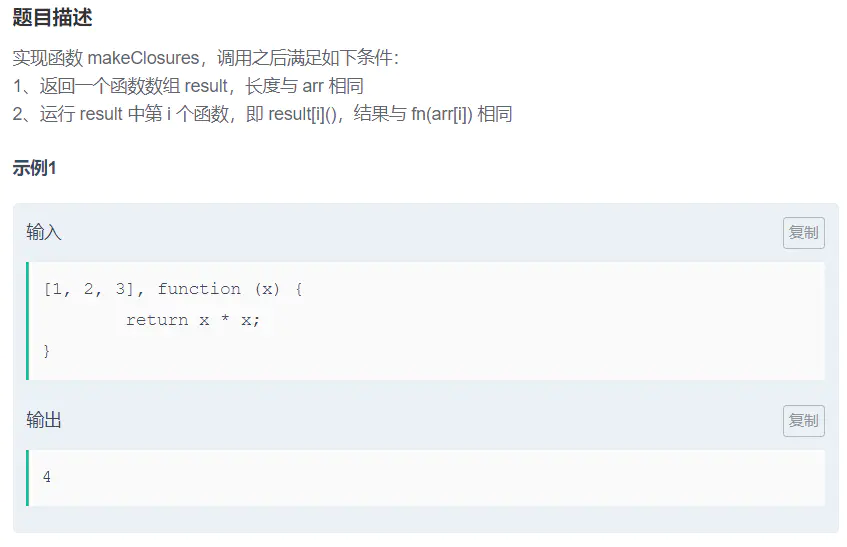 题目描述
实现函数 makeClosures，调用之后满足如下条件：
1、返回一个函数数组 result，长度与 arr 相同
2、运行 result 中第 i 个函数，即 result[i]()，结果与 fn(arr[i]) 相同
示例1
输入
复制
[1, 2, 3], function (x) {
return x * x;
}
输出
复制
4